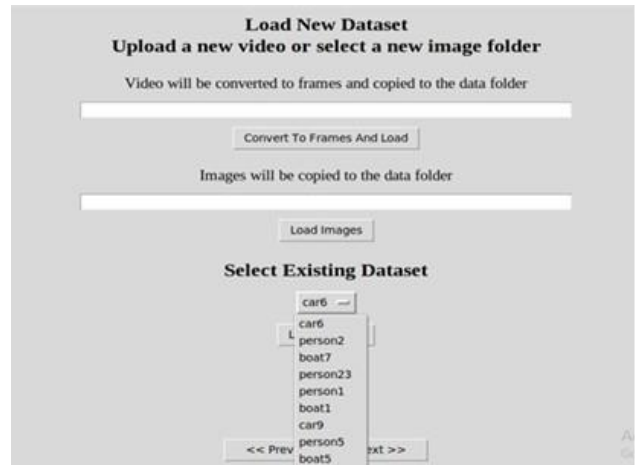 Load New Dataset
Upload a new video or select a new image folder
Video will be converted to frames and copied to the data folder
Convert To Frames And Load
Images will be copied to the data folder
Load Images
Select Existing Dataset
car6
car6
person2
boat7
person23
person1
boat1
car9
person5
<< Prev ext >>
boat5